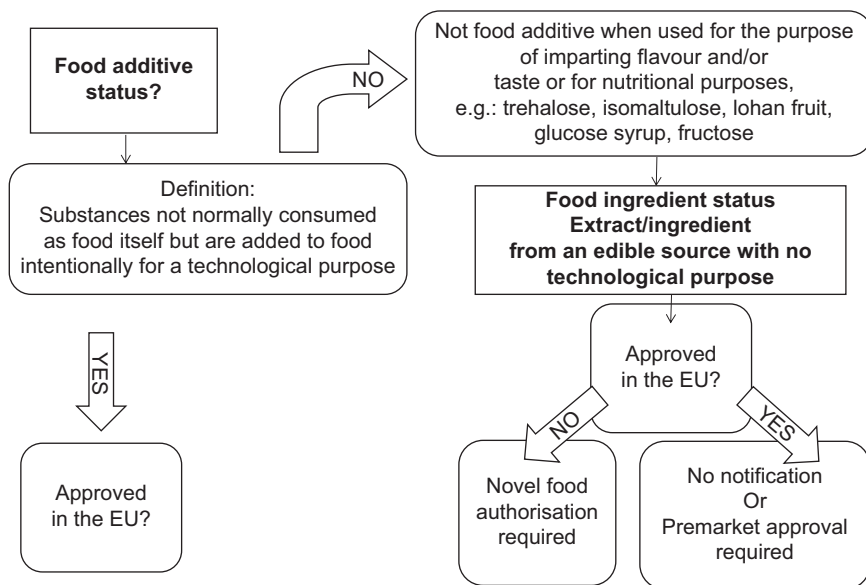 Food additive
status?
NO
Not food additive when used for the purpose
of imparting flavour and/or
taste or for nutritional purposes,
e.g.: trehalose, isomaltulose, lohan fruit,
glucose syrup, fructose
Definition:
Substances not normally consumed
as food itself but are added to food
intentionally for a technological purpose
Food ingredient status
Extract/ingredient
from an edible source with no
technological purpose
YES
Approved
in the EU?
Approved
in the EU?
NO
YES
Novel food
authorisation
required
No notification
Or
Premarket approval
required